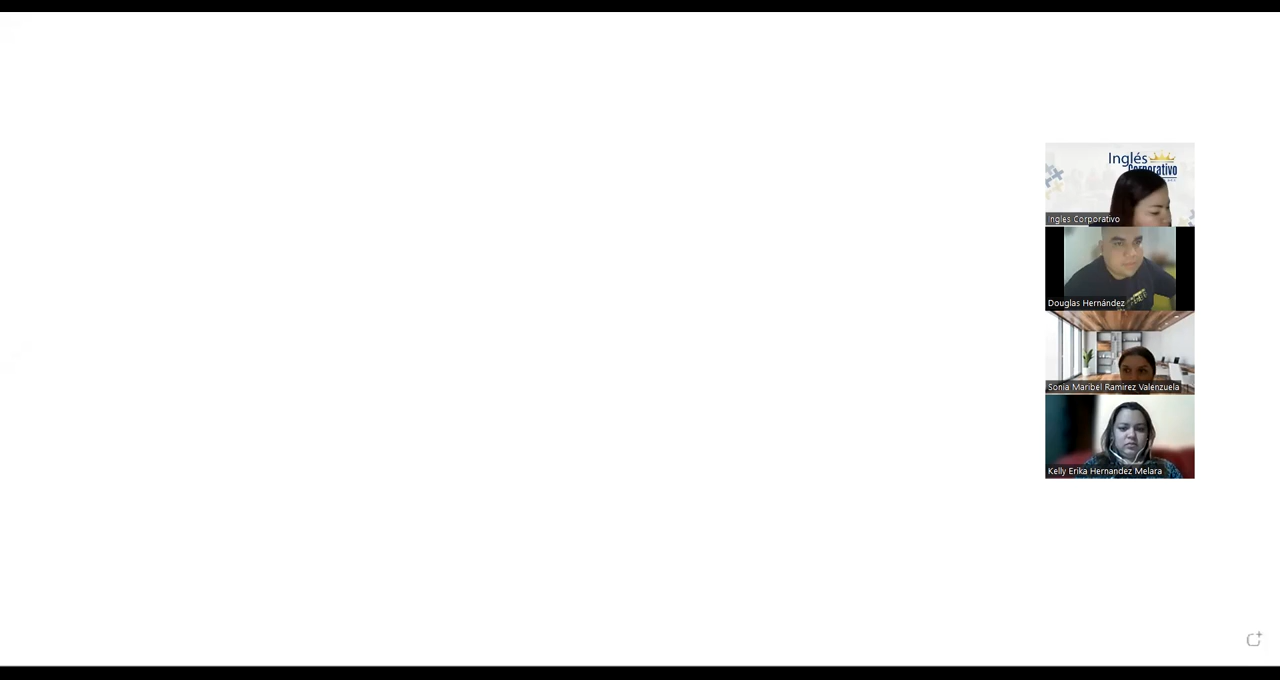 Inglés
Corporativo
Ingles Corporativo
Douglas Hernández
Sonia Maribel Ramirez Valenzuela
Kelly Erika Hernandez Melara